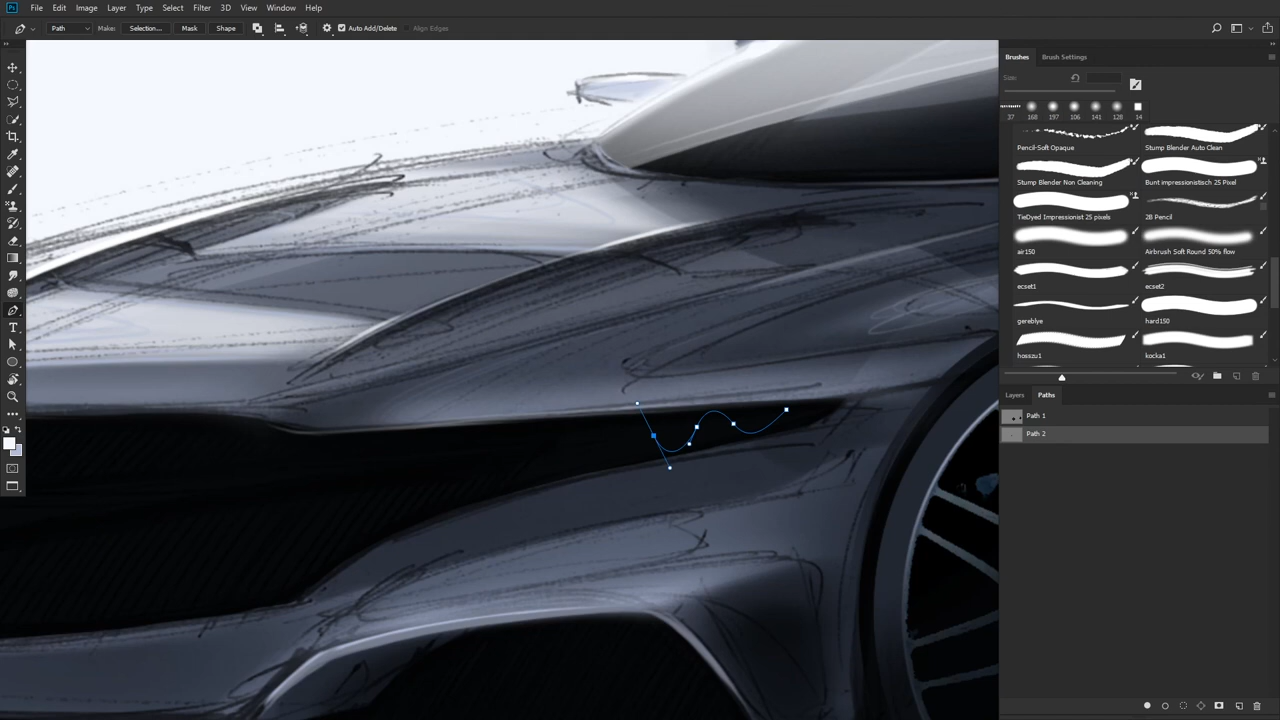 Ps File Edit Image Layer Type Select Filter 3D View Window Help
Path Make: Selection... Mask Shape Auto Add/Delete Align Edges
Brushes Brush Settings
Size:
37 168 197 106 141 128 14
Pencil-Soft Opaque Stump Blender Auto Clean
Stump Blender Non Cleaning Bunt impressionistisch 25 Pixel
TieDyed Impressionist 25 pixels 2B Pencil
air150 Airbrush Soft Round 50% flow
ecset1 ecset2
gereblye hard150
hosszu1 kocka1
Layers Paths
Path 1
Path 2